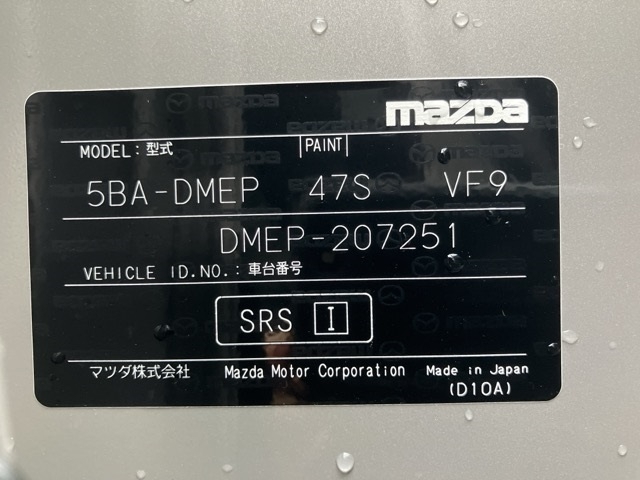 mazda
MODEL:型式 PAINT
5BA-DMEP 47S VF9
DMEP-207251
VEHICLE ID.NO.:車台番号
SRS I
マツダ株式会社 Mazda Motor Corporation Made in Japan
(D10A)